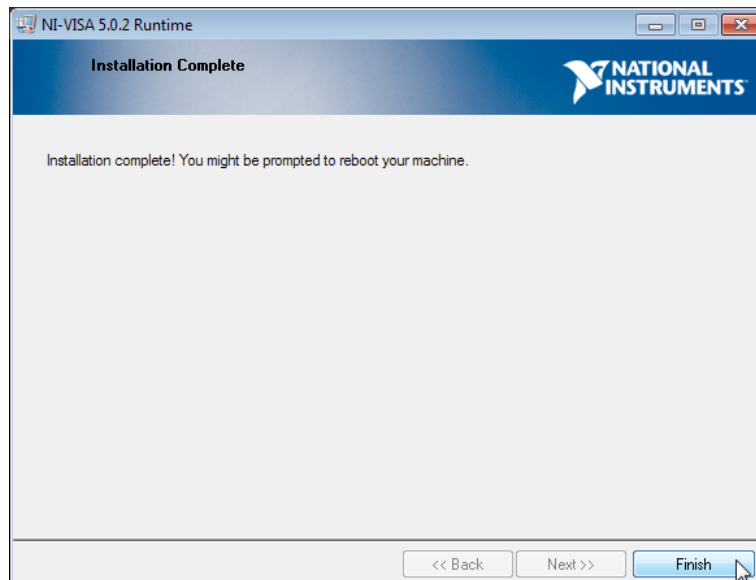 NI-VISA 5.0.2 Runtime
Installation Complete
NATIONAL
INSTRUMENTS
Installation complete! You might be prompted to reboot your machine.
<< Back
Next >>
Finish